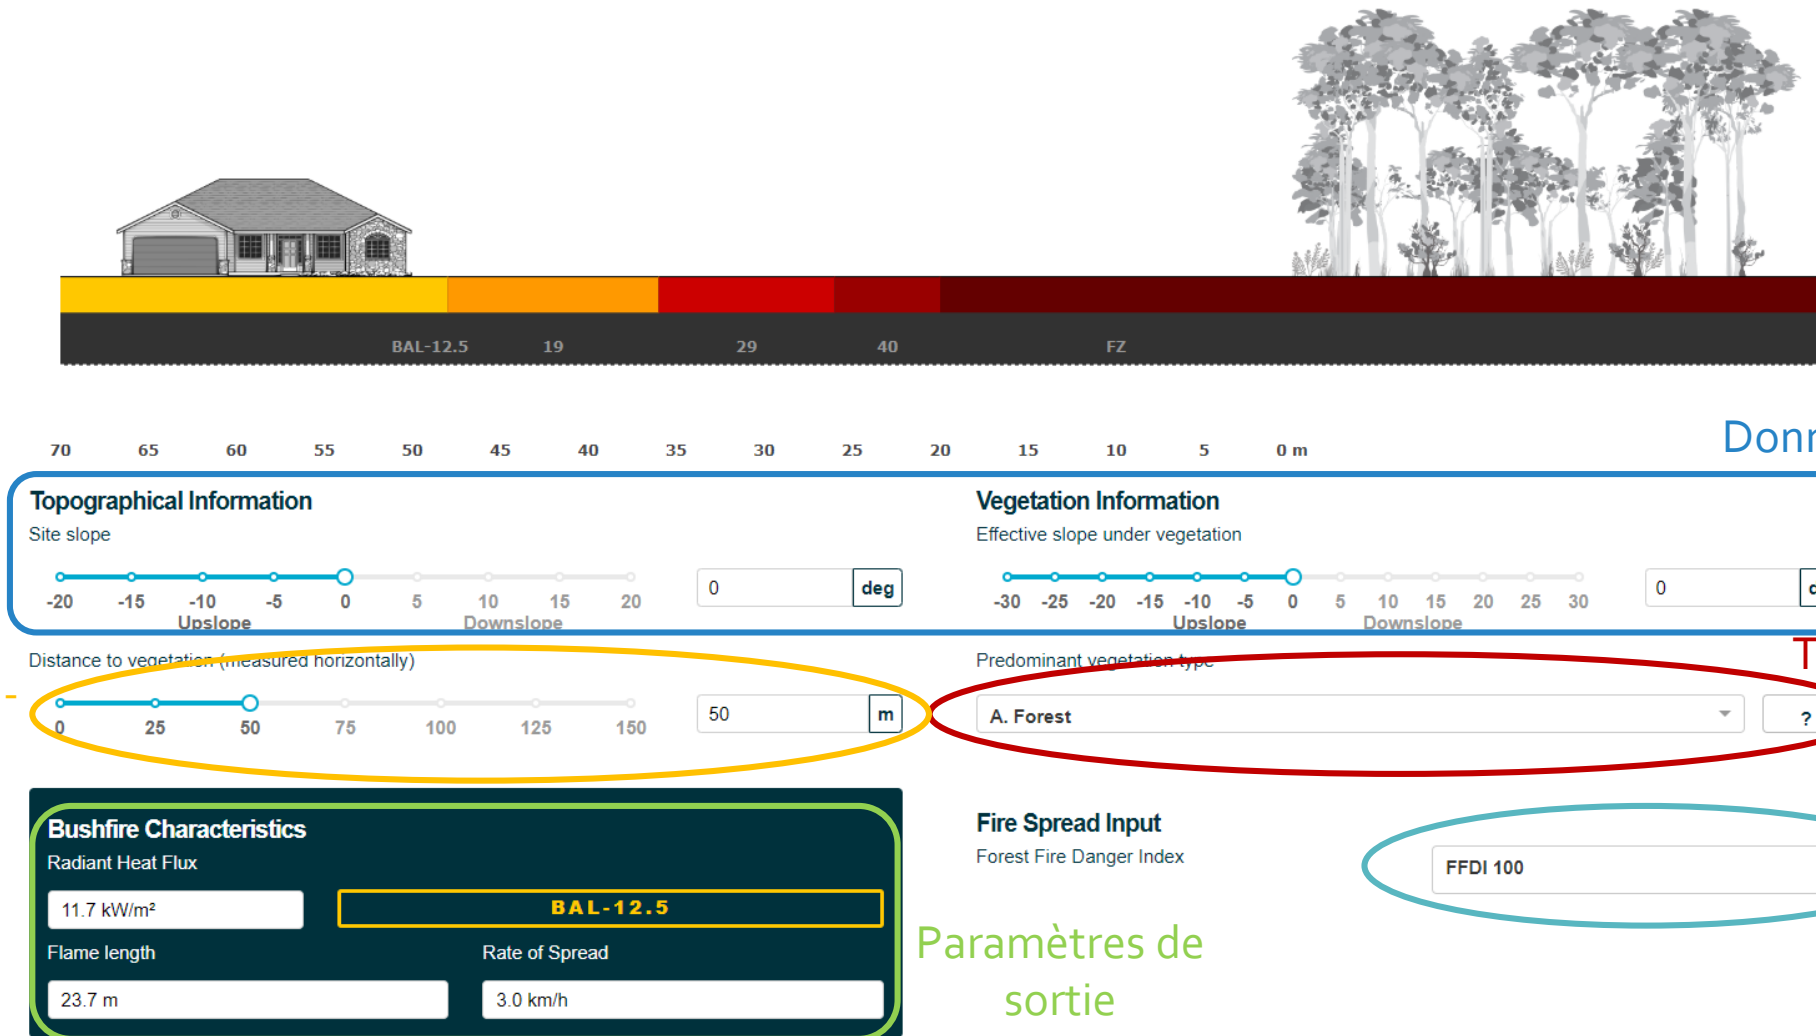 BAL-12.5 19 29 40 FZ
70 65 60 55 50 45 40 35 30 25 20 15 10 5 0 m
Topographical Information
Site slope
-20 -15 -10 -5 0 5 10 15 20
Upslope Downslope
0 deg
Vegetation Information
Effective slope under vegetation
-30 -25 -20 -15 -10 -5 0 5 10 15 20 25 30
Upslope Downslope
0
Distance to vegetation (measured horizontally)
0 25 50 75 100 125 150
50 m
Predominant vegetation type
A. Forest
?
Bushfire Characteristics
Radiant Heat Flux
11.7 kW/m²
BAL-12.5
Flame length
Rate of Spread
23.7 m
3.0 km/h
Fire Spread Input
Forest Fire Danger Index
FFDI 100
Paramètres de
sortie